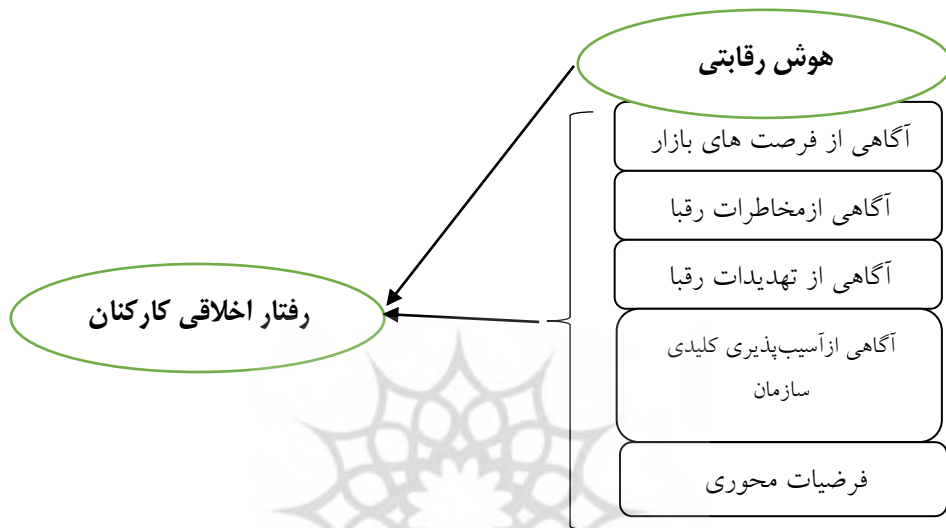 هوش رقابتی
آگاهی از فرصت های بازار
آگاهی ازمخاطرات رقبا
آگاهی از تهدیدات رقبا
رفتار اخلاقی کارکنان
آگاهی ازآسیب‌پذیری کلیدی
سازمان
فرضیات محوری